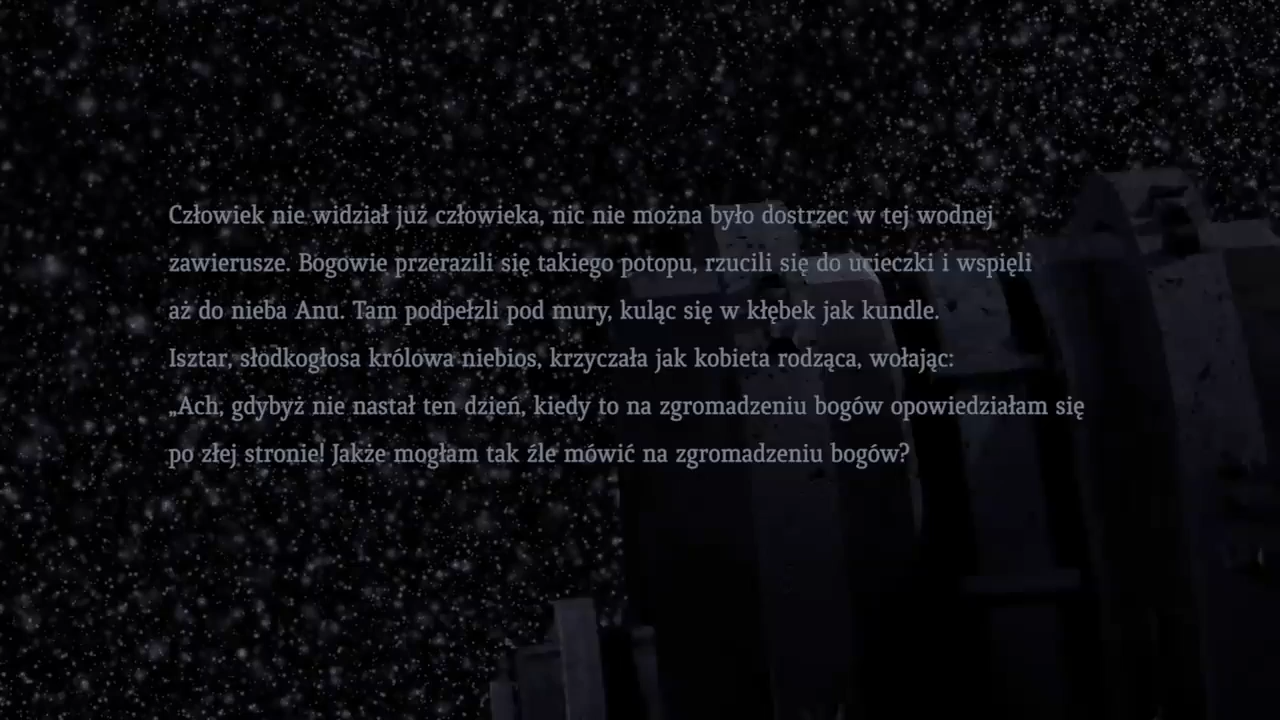 Człowiek nie widział już człowieka, nic nie można było dostrzec w tej wodnej
zawierusze. Bogowie przerazili się takiego potopu, rzucili się do ucieczki i wspięli
aż do nieba Anu. Tam podpełzli pod mury, kuląc się w kłębek jak kundle.
Isztar, słodkogłosa królowa niebios, krzyczała jak kobieta rodząca, wołając:
„Ach, gdybyż nie nastał ten dzień, kiedy to na zgromadzeniu bogów opowiedziałam się
po złej stronie! Jakże mogłam tak źle mówić na zgromadzeniu bogów?